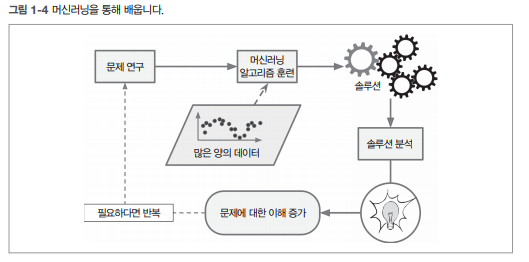 그림 1-4 머신러닝을 통해 배웁니다.
문제 연구
머신러닝
알고리즘 훈련
솔루션
많은 양의 데이터
솔루션 분석
문제에 대한 이해 증가
필요하다면 반복